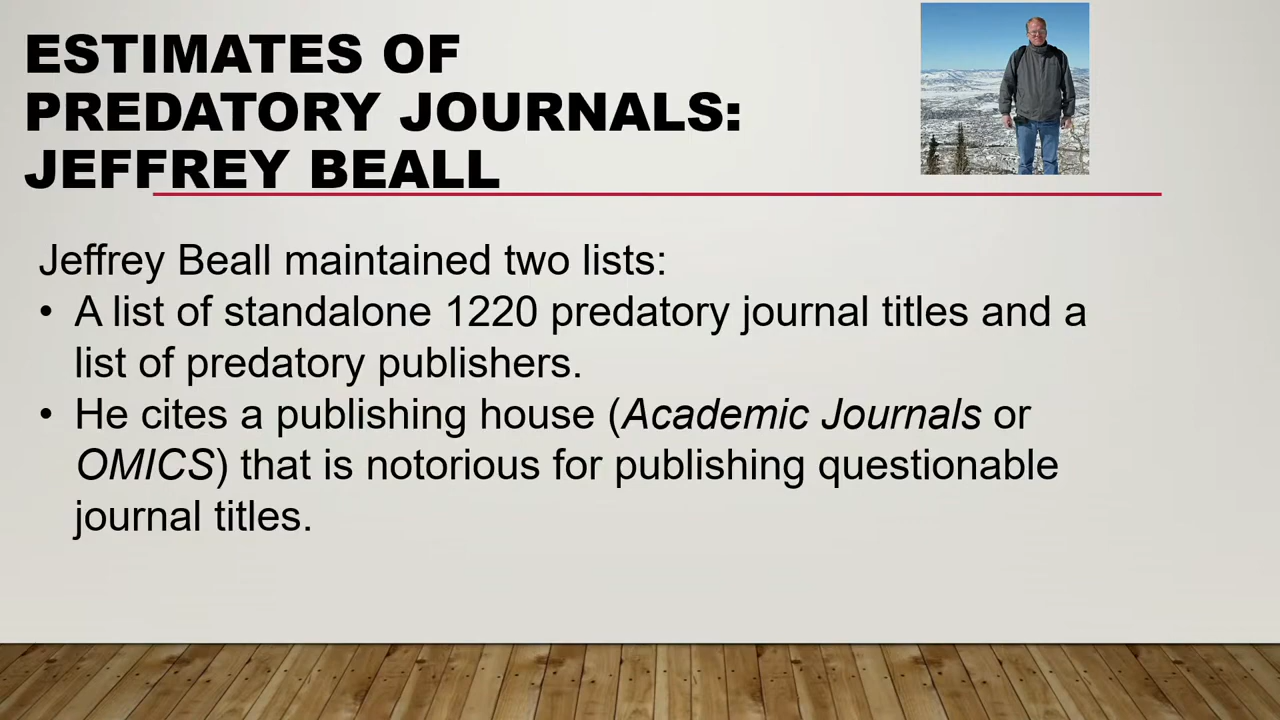 ESTIMATES OF
PREDATORY JOURNALS:
JEFFREY BEALL
Jeffrey Beall maintained two lists:
• A list of standalone 1220 predatory journal titles and a
list of predatory publishers.
• He cites a publishing house (Academic Journals or
OMICS) that is notorious for publishing questionable
journal titles.